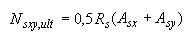 N_{sxy,ult} = 0,5 R_s (A_{sx} + A_{sy})